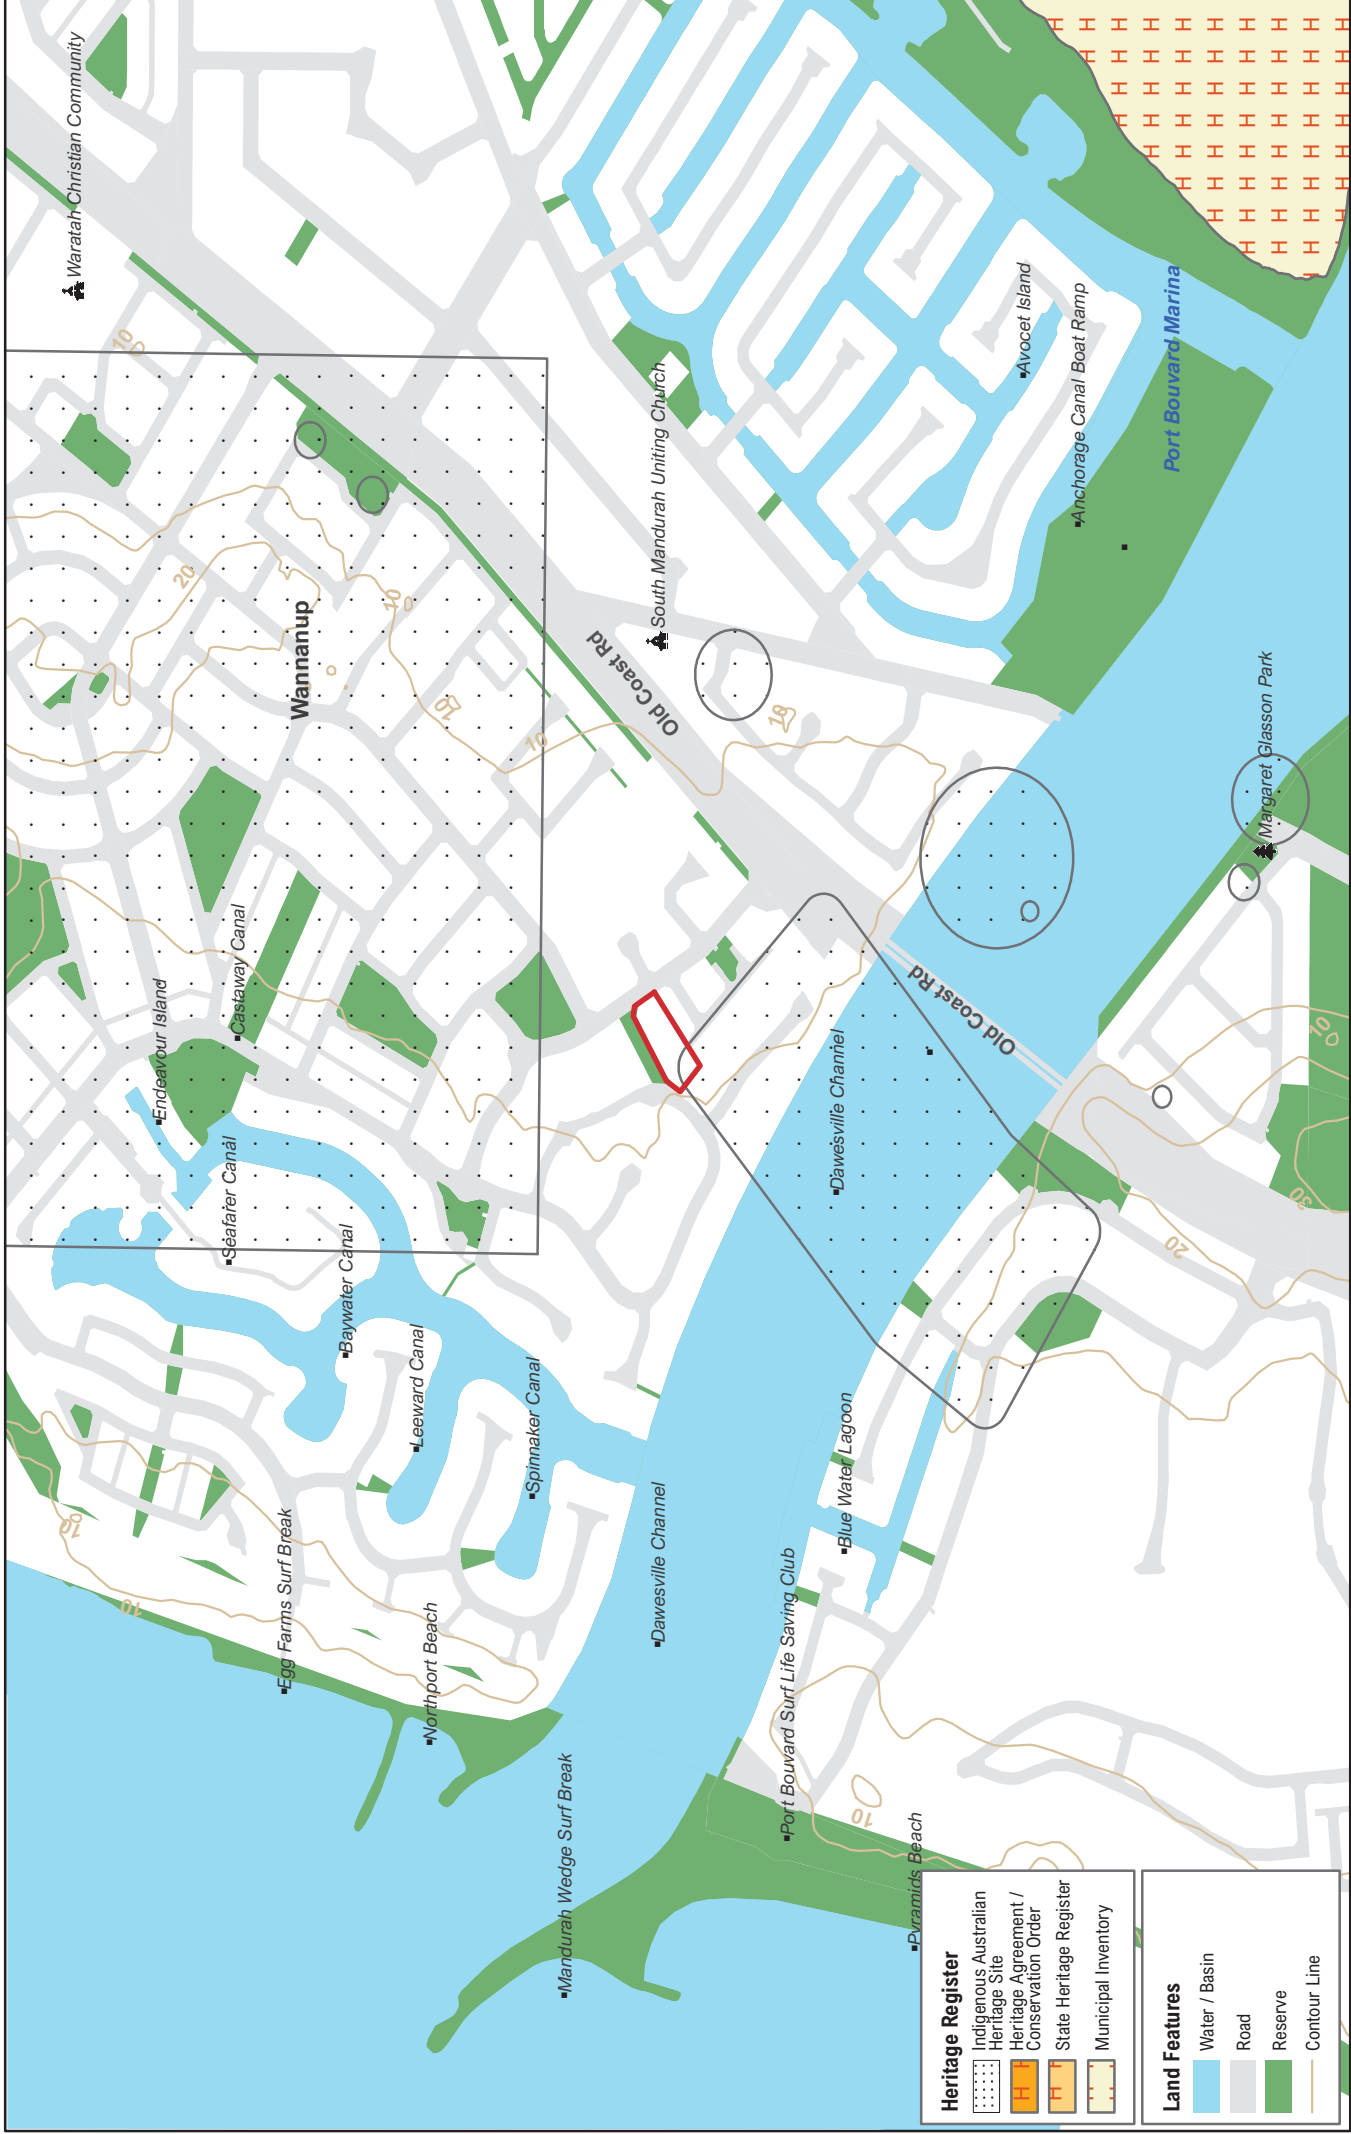 Waratah Christian Community
10
20
Wannanup
10
10
10
Endeavour Island
Castaway Canal
Seafarer Canal
Baywater Canal
Leeward Canal
Spinnaker Canal
10
10
Egg Farms Surf Break
Northport Beach
Mandurah Wedge Surf Break
South Mandurah Uniting Church
Old Coast Rd
Old Coast Rd
10
Avocet Island
Anchorage Canal Boat Ramp
Port Bouvard Marina
Margaret Glasson Park
Old Coast Rd
Dawesville Channel
Dawesville Channel
Blue Water Lagoon
Port Bouvard Surf Life Saving Club
10
20
30
10
Pyramids Beach
Heritage Register
Indigenous Australian
Heritage Site
Heritage Agreement /
Conservation Order
State Heritage Register
Municipal Inventory
Land Features
Water / Basin
Road
Reserve
Contour Line